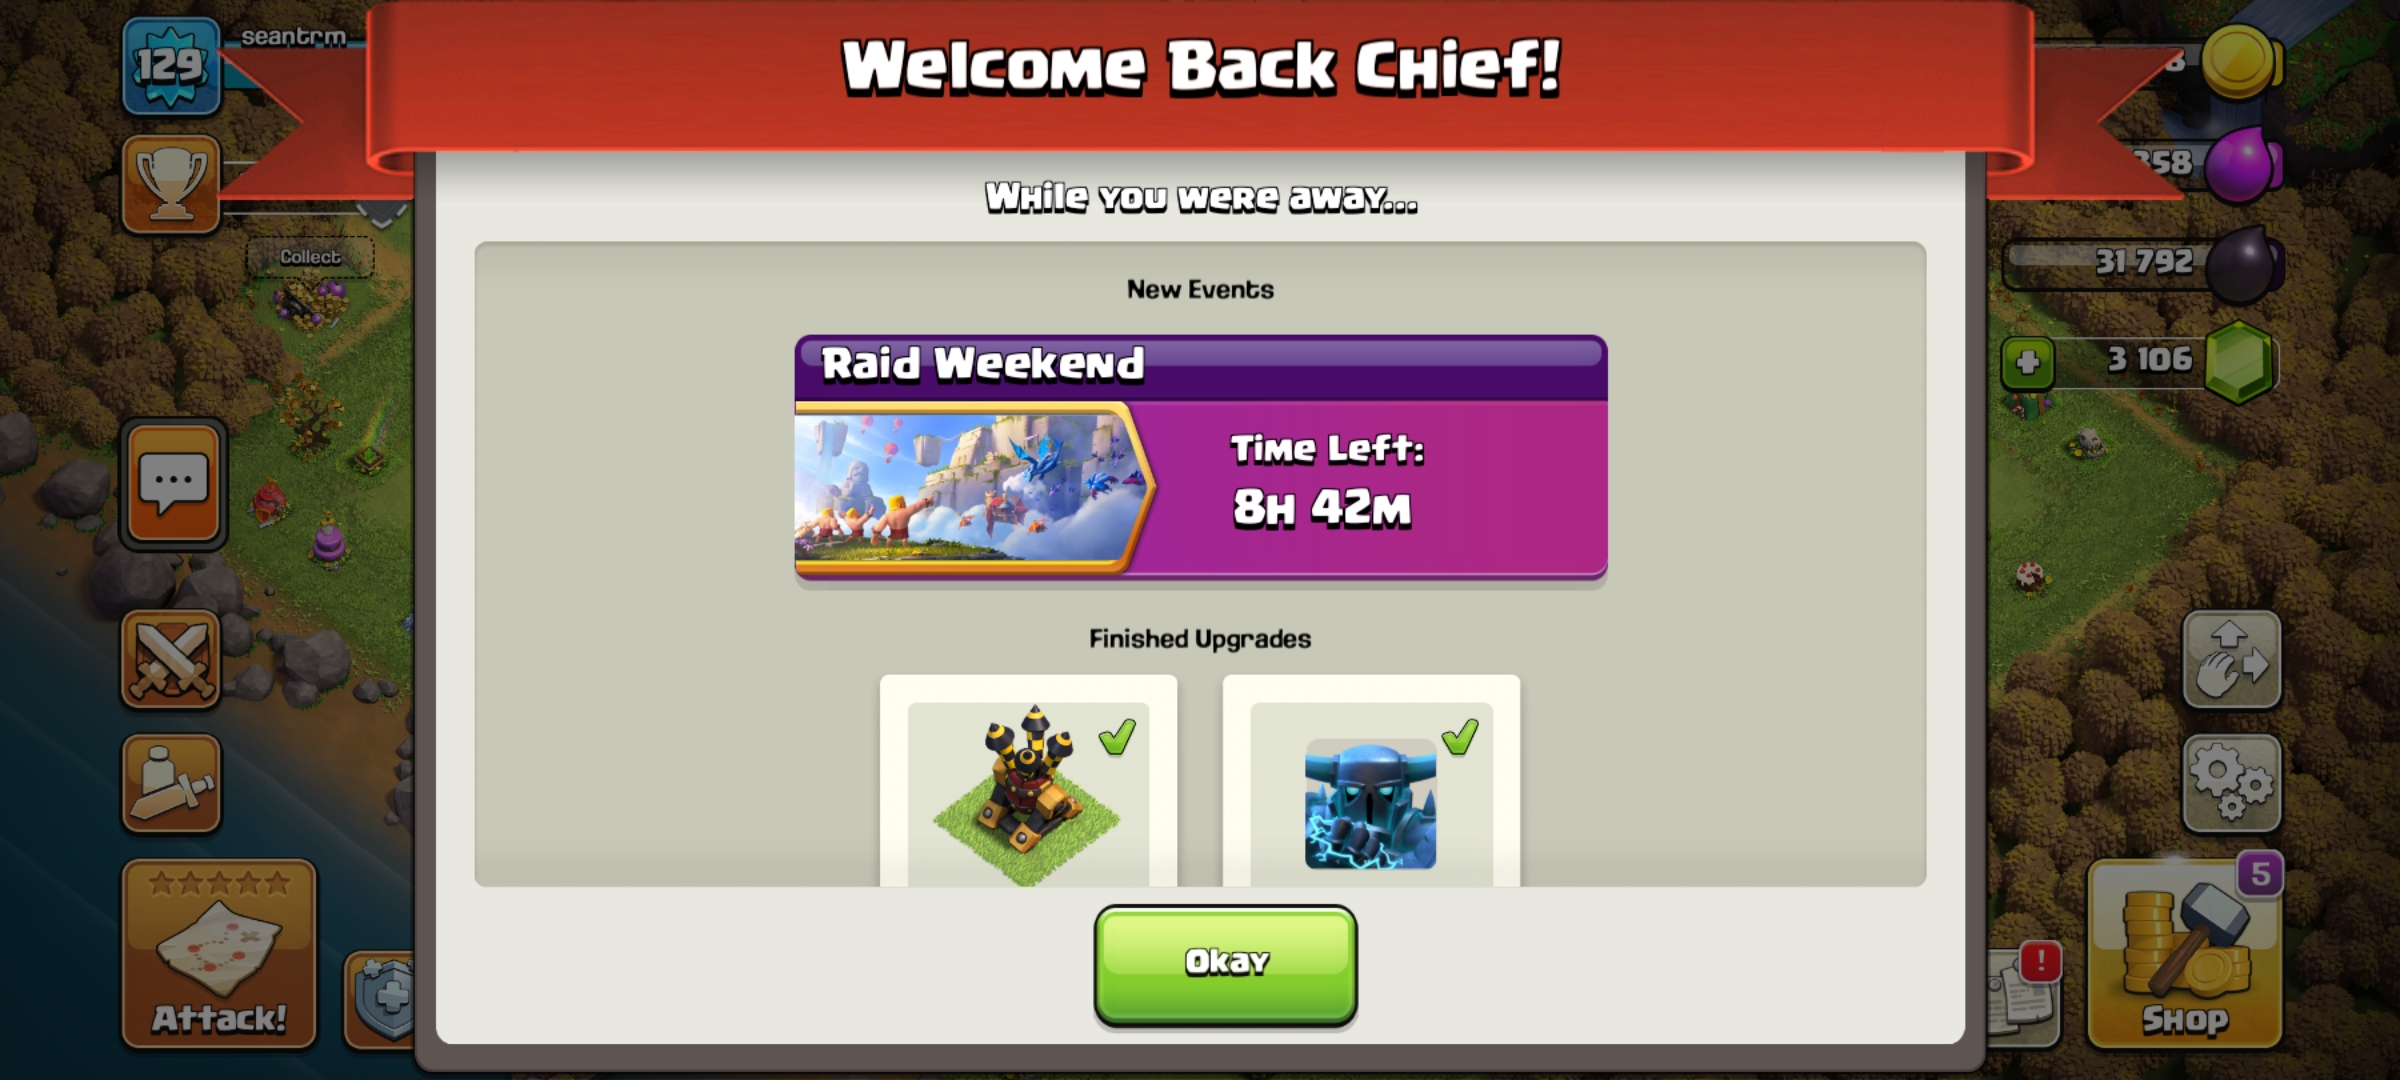 129
seantrm
Welcome Back Chief!
While you were away...
358
Collect
31 792
3 106
New Events
Raid Weekend
Time Left:
8H 42M
Finished Upgrades
Okay
Attack!
5
!
Shop